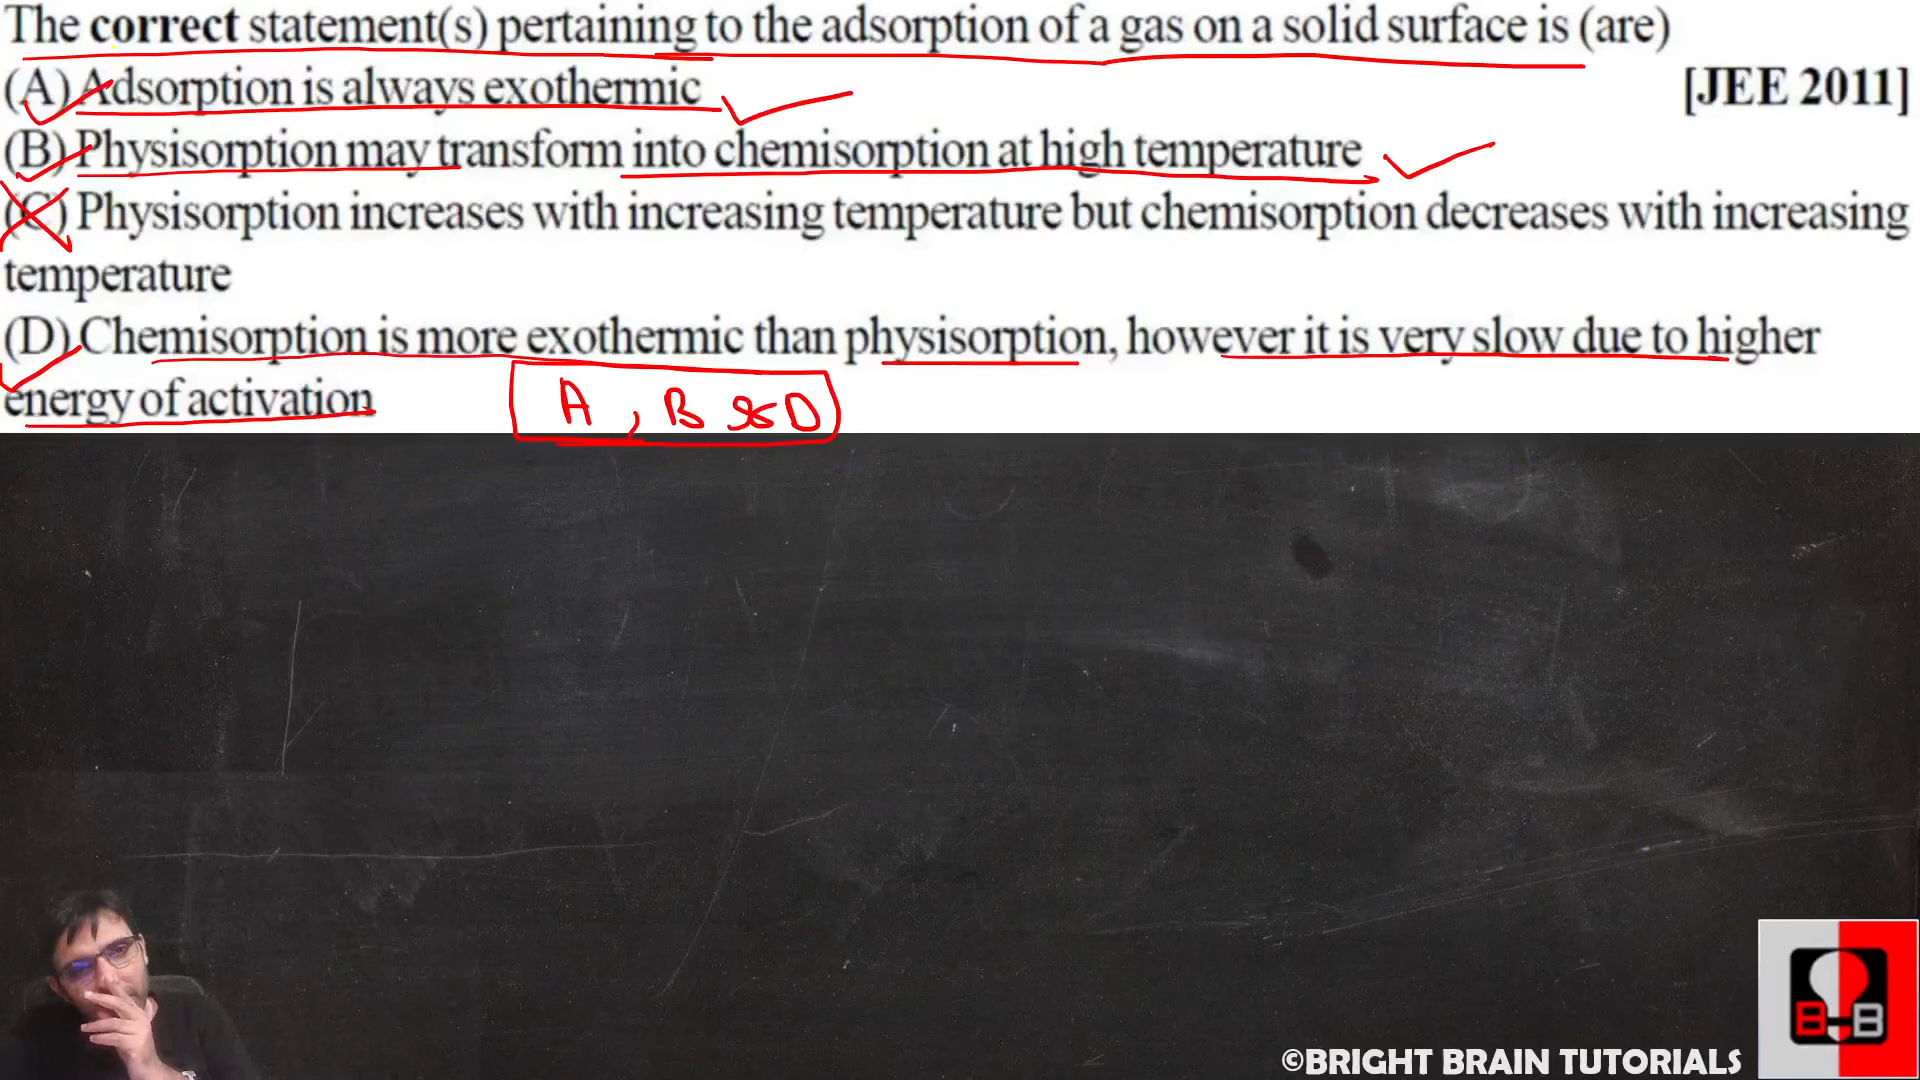 The correct statement(s) pertaining to the adsorption of a gas on a solid surface is (are)
(A) Adsorption is always exothermic [JEE 2011]
(B) Physisorption may transform into chemisorption at high temperature
(C) Physisorption increases with increasing temperature but chemisorption decreases with increasing
temperature
(D) Chemisorption is more exothermic than physisorption, however it is very slow due to higher
energy of activation
A , B & D
B B
©BRIGHT BRAIN TUTORIALS